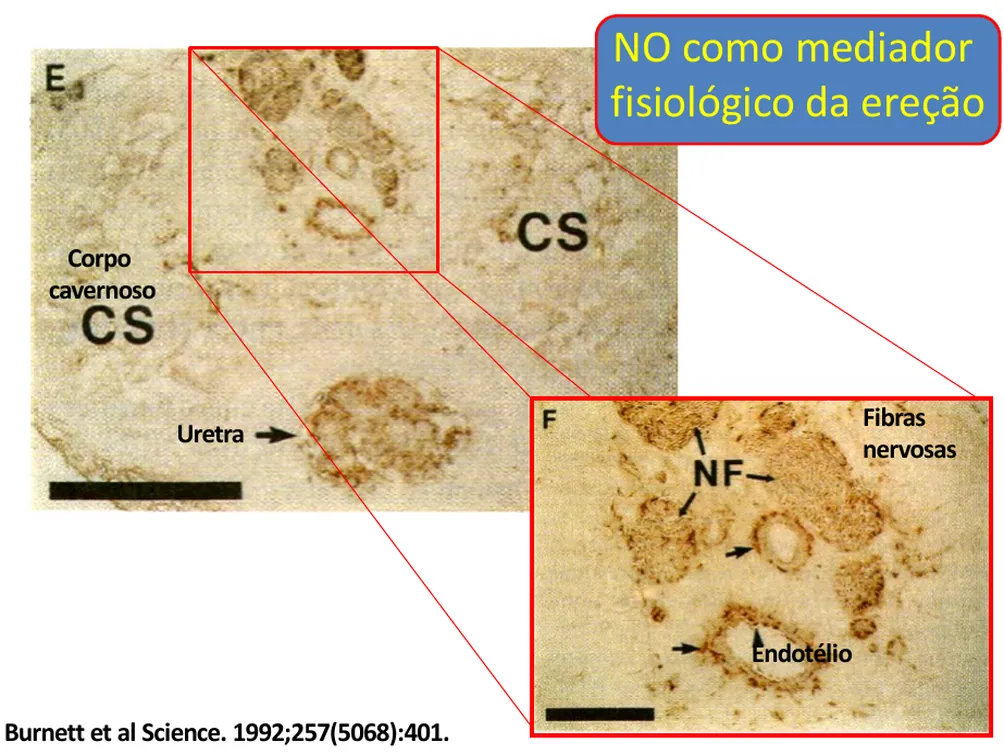 NO como mediador
fisiológico da ereção
E
CS
Corpo
cavernoso
CS
Uretra
F
Fibras
nervosas
NF
Endotélio
Burnett et al Science. 1992;257(5068):401.